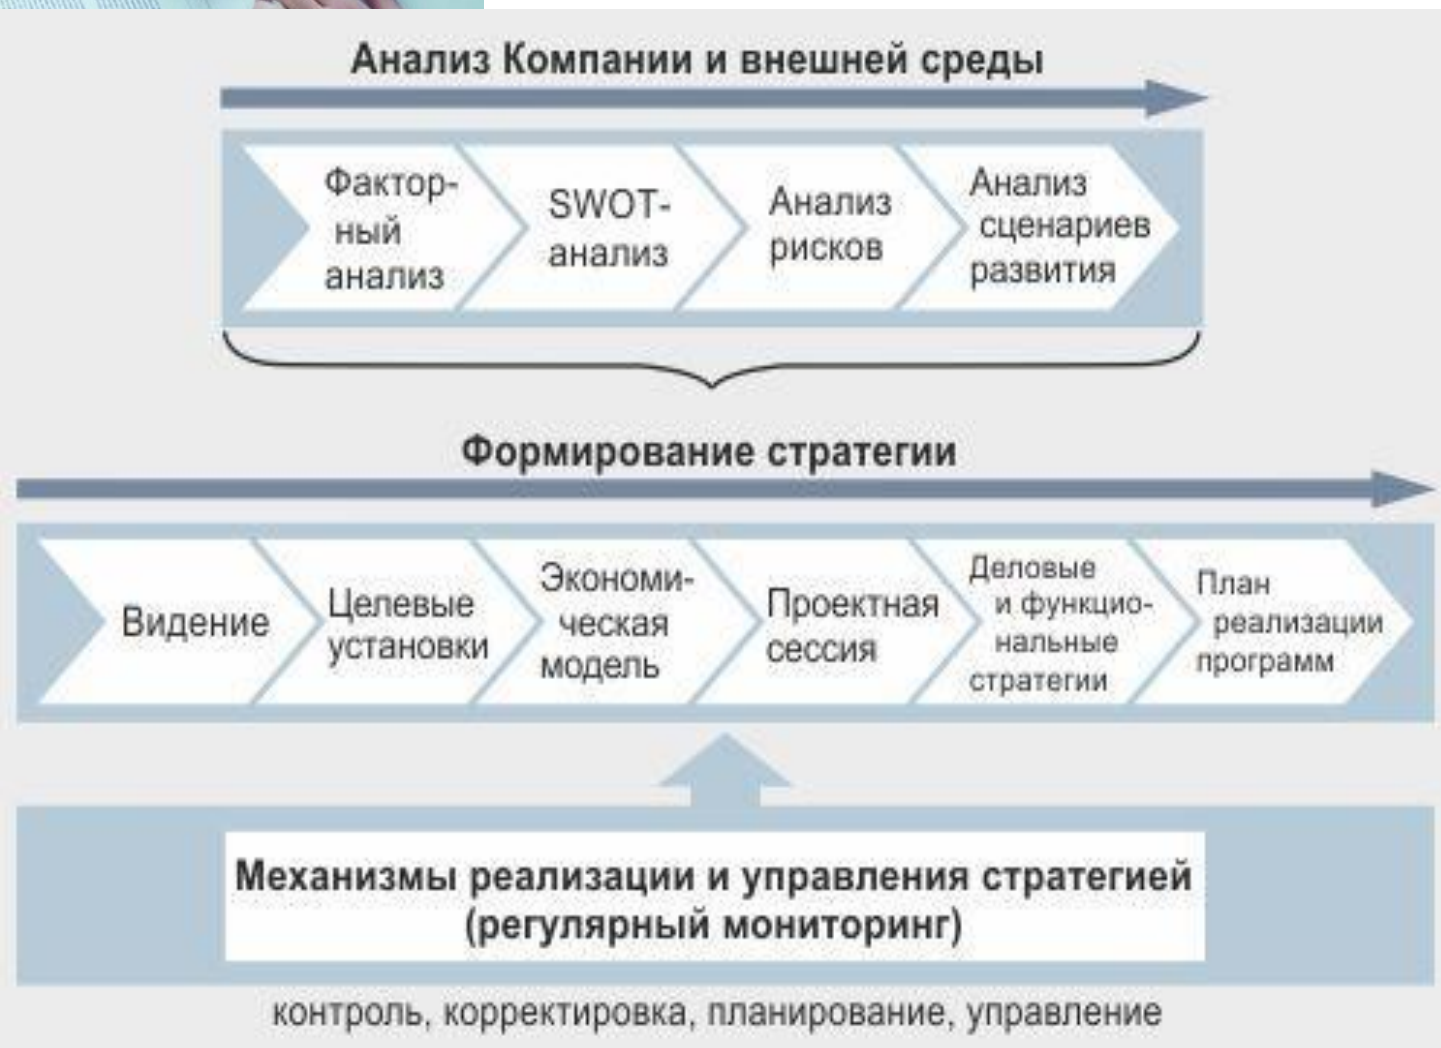 Анализ Компании и внешней среды
Фактор-
ный
анализ
SWOT-
анализ
Анализ
рисков
Анализ
сценариев
развития
Формирование стратегии
Видение
Целевые
установки
Экономи-
ческая
модель
Проектная
сессия
Деловые
и функцио-
нальные
стратегии
План
реализации
программ
Механизмы реализации и управления стратегией
(регулярный мониторинг)
контроль, корректировка, планирование, управление